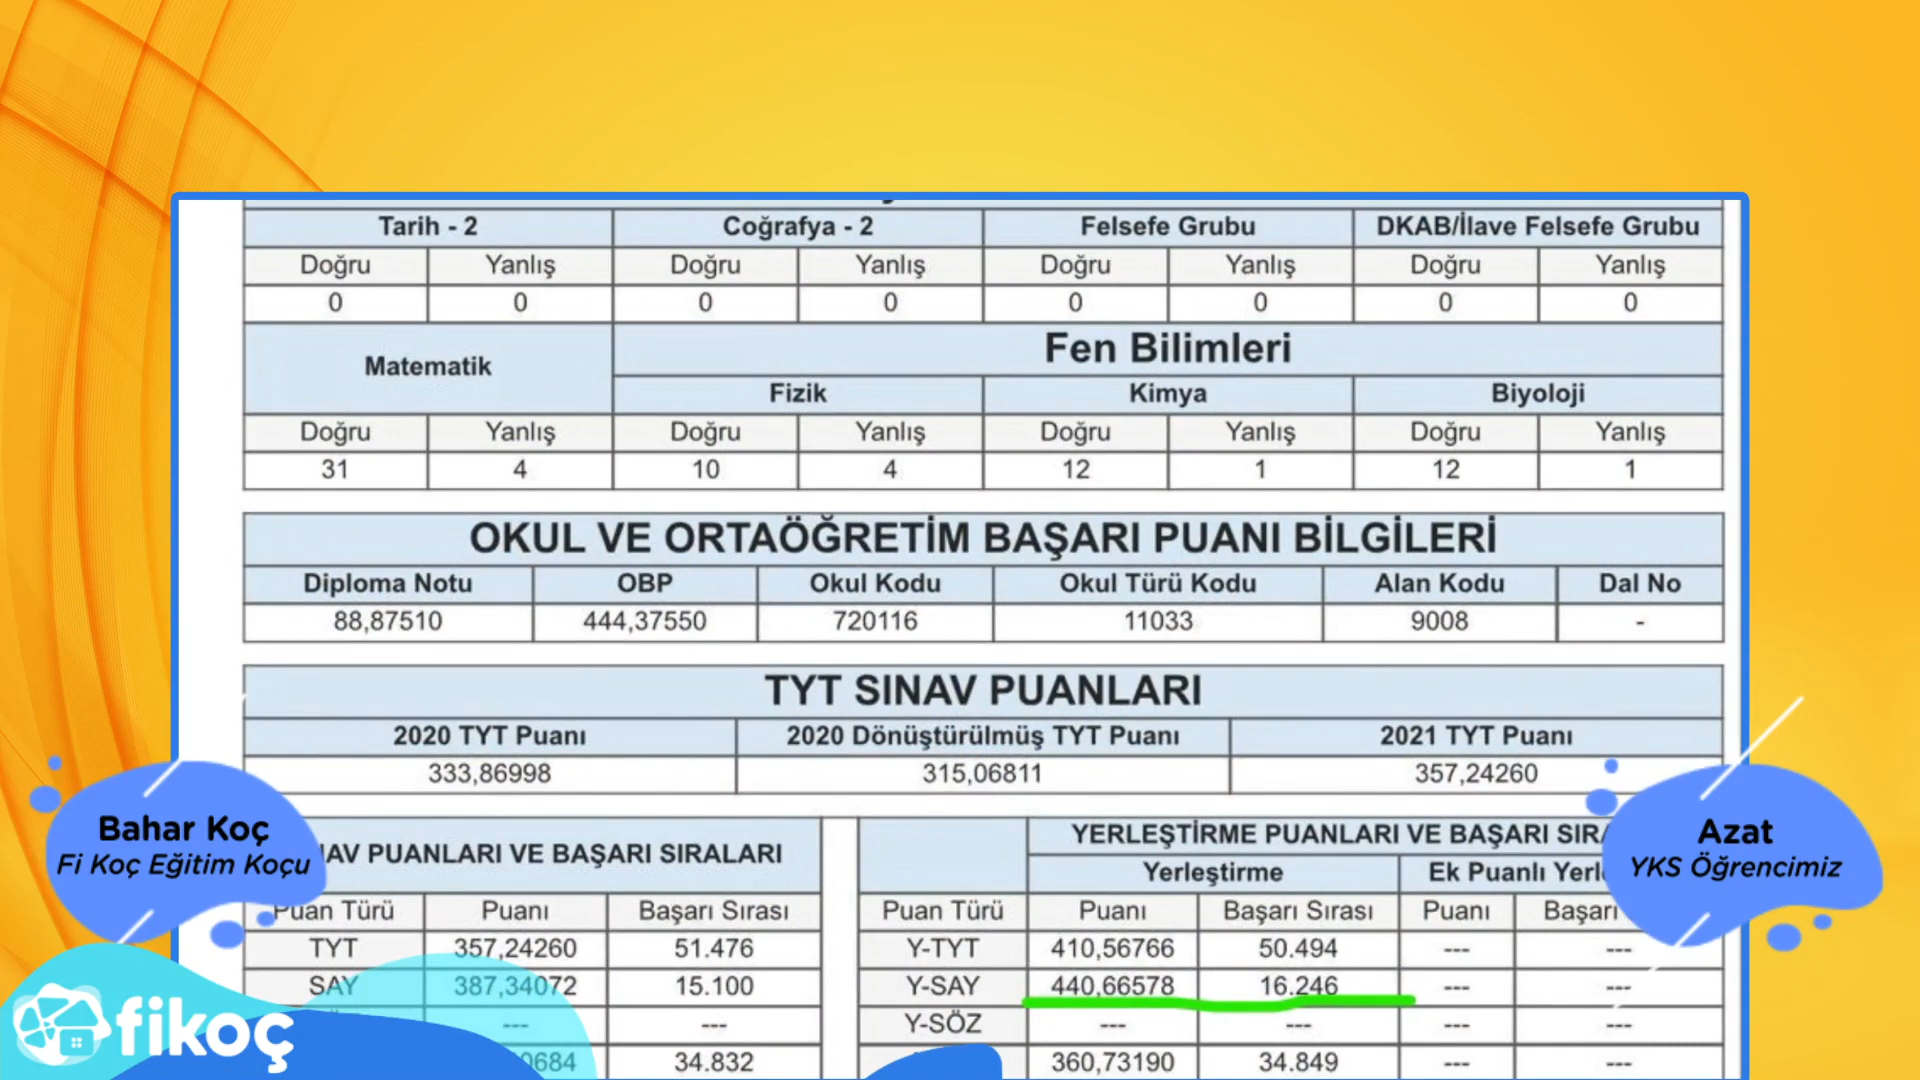 Tarih - 2 Coğrafya - 2 Felsefe Grubu DKAB/İlave Felsefe Grubu
Doğru Yanlış Doğru Yanlış Doğru Yanlış Doğru Yanlış
0 0 0 0 0 0 0 0
Matematik Fen Bilimleri
Fizik Kimya Biyoloji
Doğru Yanlış Doğru Yanlış Doğru Yanlış Doğru Yanlış
31 4 10 4 12 1 12 1
OKUL VE ORTAÖĞRETİM BAŞARI PUANI BİLGİLERİ
Diploma Notu OBP Okul Kodu Okul Türü Kodu Alan Kodu Dal No
88,87510 444,37550 720116 11033 9008 -
TYT SINAV PUANLARI
2020 TYT Puanı 2020 Dönüştürülmüş TYT Puanı 2021 TYT Puanı
333,86998 315,06811 357,24260
Bahar Koç
Fi Koç Eğitim Koçu
Azat
YKS Öğrencimiz
PUANLARI VE BAŞARI SIRALARI
Puan Türü Puanı Başarı Sırası
TYT 357,24260 51.476
SAY 387,34072 15.100
--- ---
0684 34.832
YERLEŞTİRME PUANLARI VE BAŞARI
Yerleştirme Ek Puanlı
Puan Türü Puanı Başarı Sırası Puanı Başarı
Y-TYT 410,56766 50.494 --- ---
Y-SAY 440,66578 16.246 --- ---
Y-SÖZ --- --- --- ---
360,73190 34.849 --- ---
fikoç